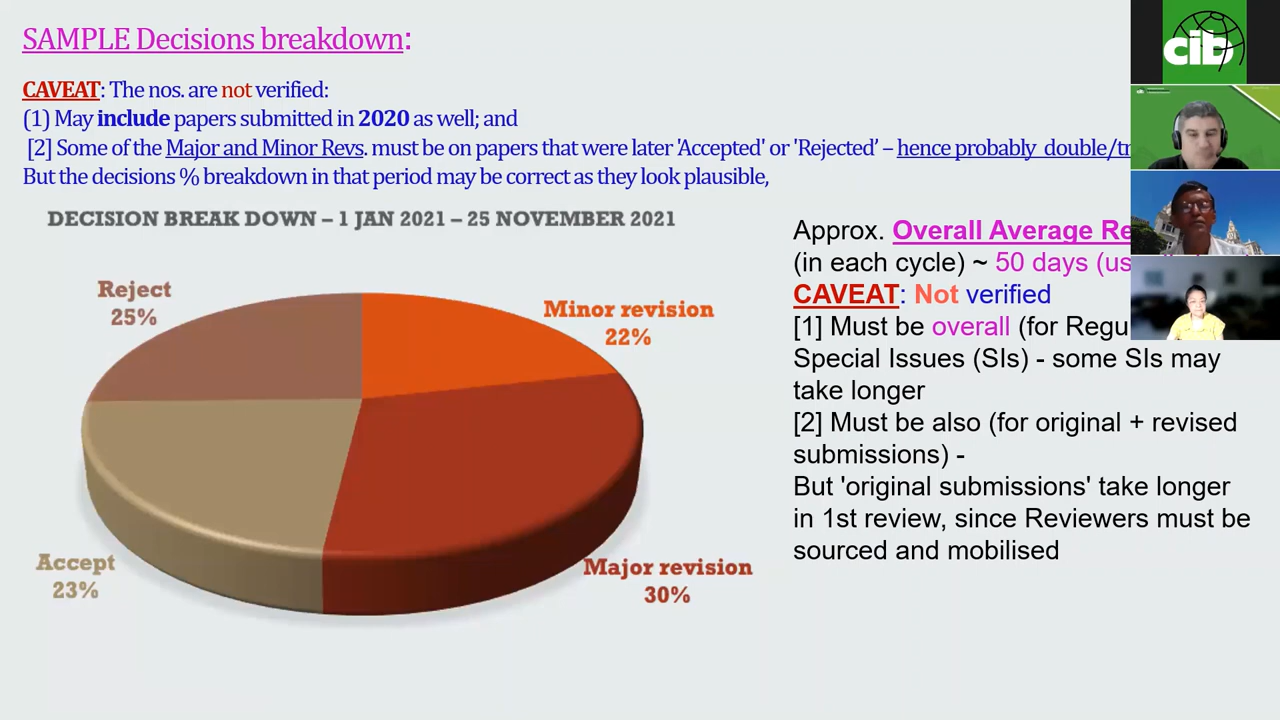 SAMPLE Decisions breakdown:
CAVEAT: The nos. are not verified:
(1) May include papers submitted in 2020 as well; and
[2] Some of the Major and Minor Revs. must be on papers that were later 'Accepted' or 'Rejected' – hence probably double/
But the decisions % breakdown in that period may be correct as they look plausible,
DECISION BREAK DOWN – 1 JAN 2021 – 25 NOVEMBER 2021
Reject
25%
Minor revision
22%
Accept
23%
Major revision
30%
Approx. Overall Average
(in each cycle) ~ 50 days
CAVEAT: Not verified
[1] Must be overall (for
Special Issues (SIs) - some SIs may
take longer
[2] Must be also (for original + revised
submissions) -
But 'original submissions' take longer
in 1st review, since Reviewers must be
sourced and mobilised
cib